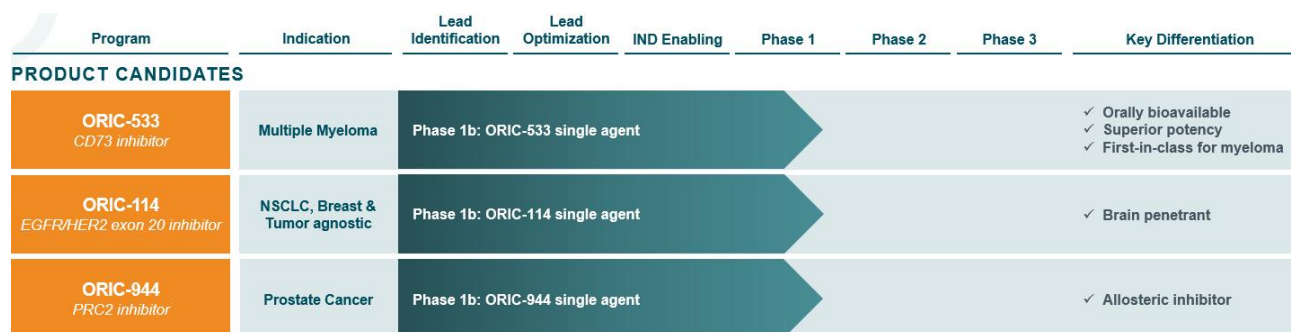 Program
Indication
Lead
Identification
Lead
Optimization
IND Enabling
Phase 1
Phase 2
Phase 3
Key Differentiation
PRODUCT CANDIDATES
ORIC-533
CD73 inhibitor
Multiple Myeloma
Phase 1b: ORIC-533 single agent
✓ Orally bioavailable
✓ Superior potency
✓ First-in-class for myeloma
ORIC-114
EGFR/HER2 exon 20 inhibitor
NSCLC, Breast &
Tumor agnostic
Phase 1b: ORIC-114 single agent
✓ Brain penetrant
ORIC-944
PRC2 inhibitor
Prostate Cancer
Phase 1b: ORIC-944 single agent
✓ Allosteric inhibitor